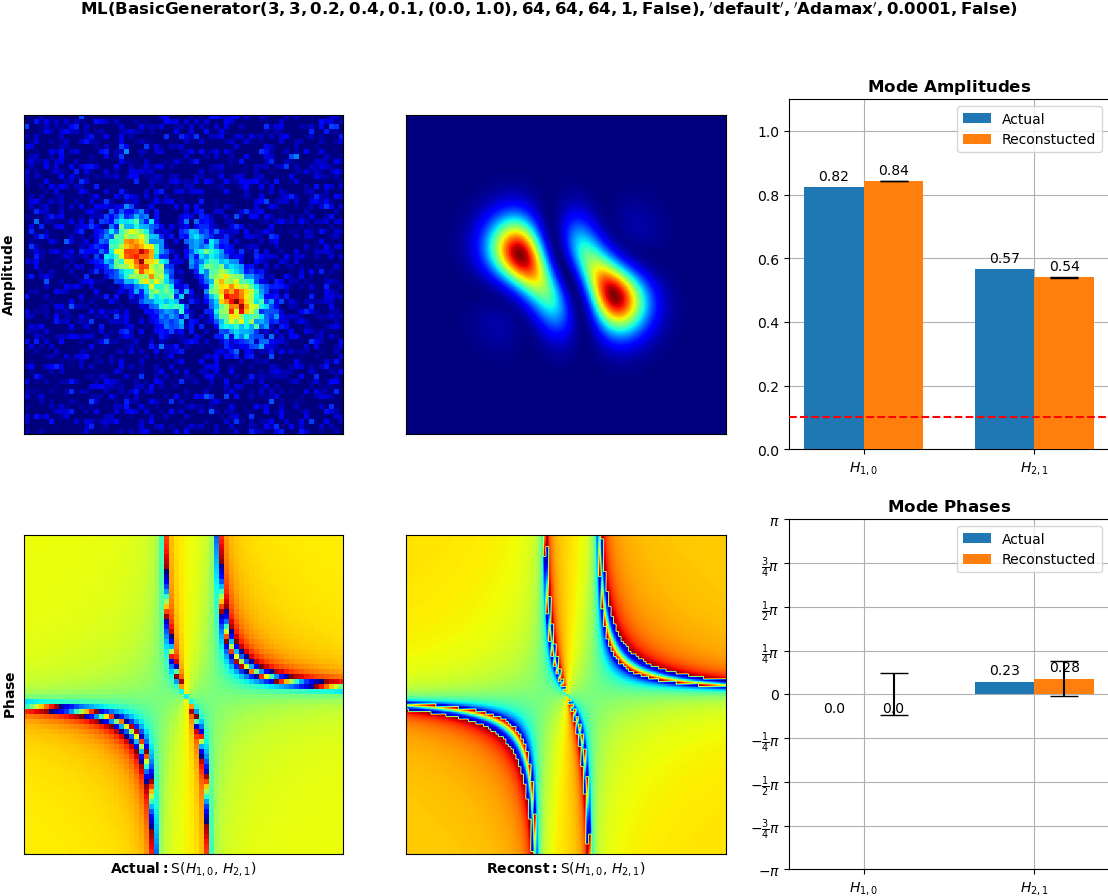 ML(BasicGenerator(3, 3, 0.2, 0.4, 0.1, (0.0, 1.0), 64, 64, 64, 1, False), ′default′, ′Adamax′, 0.0001, False)
Mode Amplitudes
Amplitude
1.0
0.8
0.6
0.4
0.2
0.0
Actual
Reconstucted
0.82
0.84
0.57
0.54
H1,0
H2,1
Phase
Actual: S(H1,0, H2,1)
Reconst: S(H1,0, H2,1)
Mode Phases
π
3/4π
1/2π
1/4π
0
−1/4π
−1/2π
−3/4π
−π
Actual
Reconstucted
0.0
0.0
0.23
0.28
H1,0
H2,1